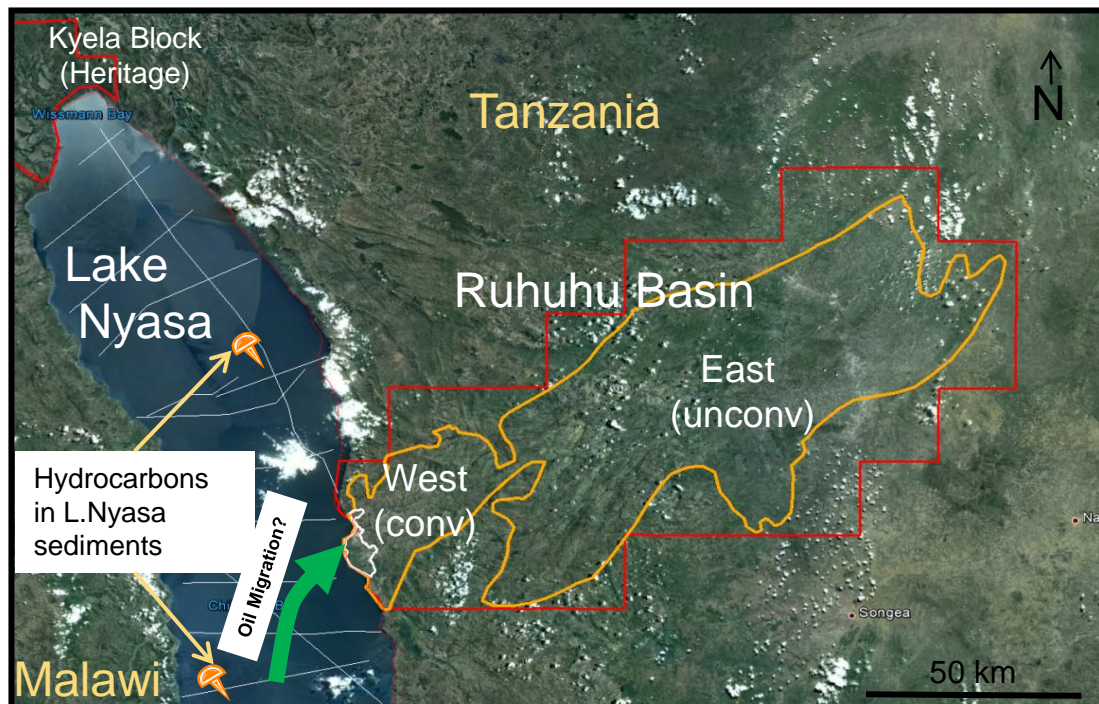 Kyela Block
(Heritage)
Wissmann Bay
N
Tanzania
Lake
Nyasa
Ruhuhu Basin
East
(unconv)
West
(conv)
Hydrocarbons
in L.Nyasa
sediments
Oil Migration?
Na
Songea
Malawi
50 km